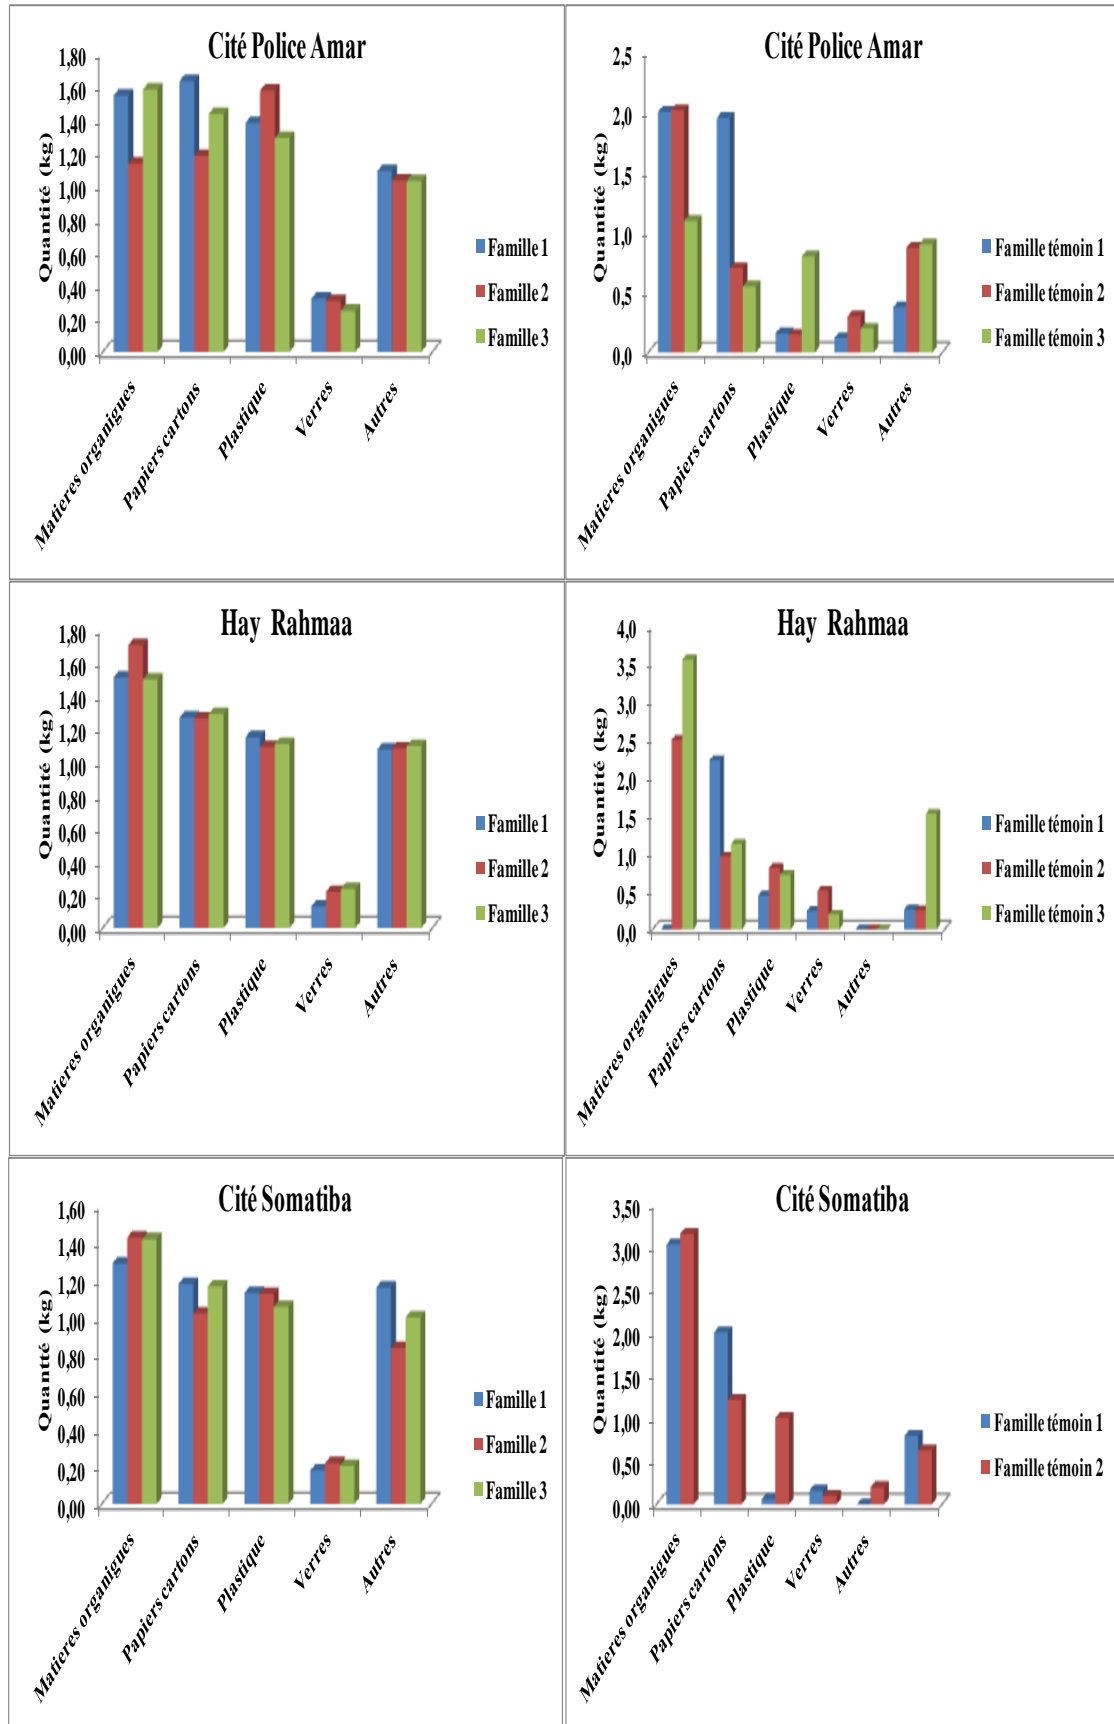 Cité Police Amar
Quantité (kg)
1,80
1,60
1,40
1,20
1,00
0,80
0,60
0,40
0,20
0,00
Matieres organigues
Papiers cartons
Plastique
Verres
Autres
Famille 1
Famille 2
Famille 3
Cité Police Amar
Quantité (kg)
2,5
2,0
1,5
1,0
0,5
0,0
Matieres organigues
Papiers cartons
Plastique
Verres
Autres
Famille témoin 1
Famille témoin 2
Famille témoin 3
Hay Rahmaa
Quantité (kg)
1,80
1,60
1,40
1,20
1,00
0,80
0,60
0,40
0,20
0,00
Matieres organigues
Papiers cartons
Plastique
Verres
Autres
Famille 1
Famille 2
Famille 3
Hay Rahmaa
Quantité (kg)
4,0
3,5
3,0
2,5
2,0
1,5
1,0
0,5
0,0
Matieres organigues
Papiers cartons
Plastique
Verres
Autres
Famille témoin 1
Famille témoin 2
Famille témoin 3
Cité Somatiba
Quantté (kg)
1,60
1,40
1,20
1,00
0,80
0,60
0,40
0,20
0,00
Matieres organigues
Papiers cartons
Plastique
Verres
Autres
Famille 1
Famille 2
Famille 3
Cité Somatiba
Quantité (kg)
3,50
3,00
2,50
2,00
1,50
1,00
0,50
0,00
Matieres organigues
Papiers cartons
Plastique
Verres
Autres
Famille témoin 1
Famille témoin 2